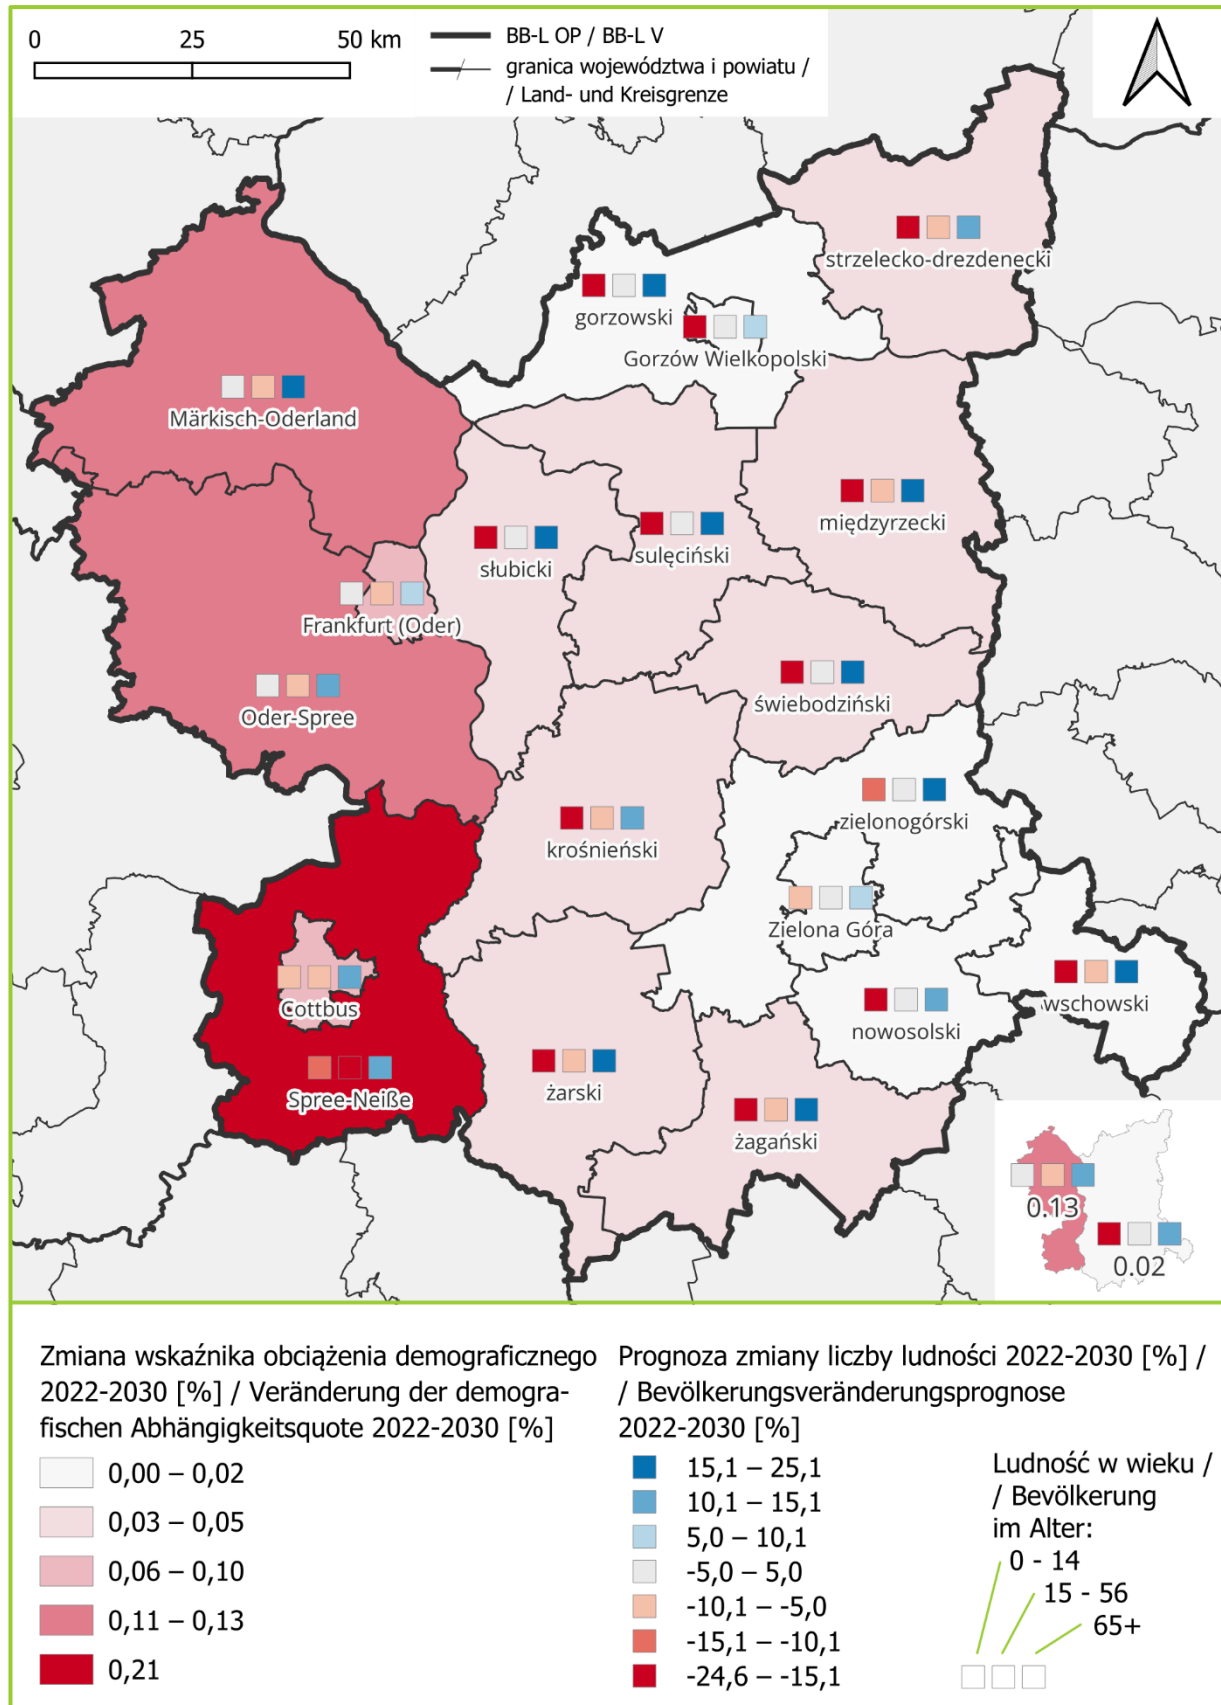 0 25 50 km
BB-L OP / BB-L V
granica województwa i powiatu /
/ Land- und Kreisgrenze
strzelecko-drezdenecki
gorzowski
Gorzów Wielkopolski
Märkisch-Oderland
międzyrzecki
słubicki
sulęciński
Frankfurt (Oder)
Oder-Spree
świebodziński
zielonogórski
krośnieński
Zielona Góra
Cottbus
wschowski
nowosolski
Spree-Neiße
żarski
żagański
0.13
0.02
Zmiana wskaźnika obciążenia demograficznego
2022-2030 [%] / Veränderung der demogra-
fischen Abhängigkeitsquote 2022-2030 [%]
0,00 – 0,02
0,03 – 0,05
0,06 – 0,10
0,11 – 0,13
0,21
Prognoza zmiany liczby ludności 2022-2030 [%] /
/ Bevölkerungsveränderungsprognose
2022-2030 [%]
15,1 – 25,1
10,1 – 15,1
5,0 – 10,1
-5,0 – 5,0
-10,1 – -5,0
-15,1 – -10,1
-24,6 – -15,1
Ludność w wieku /
/ Bevölkerung
im Alter:
0 - 14
15 - 56
65+